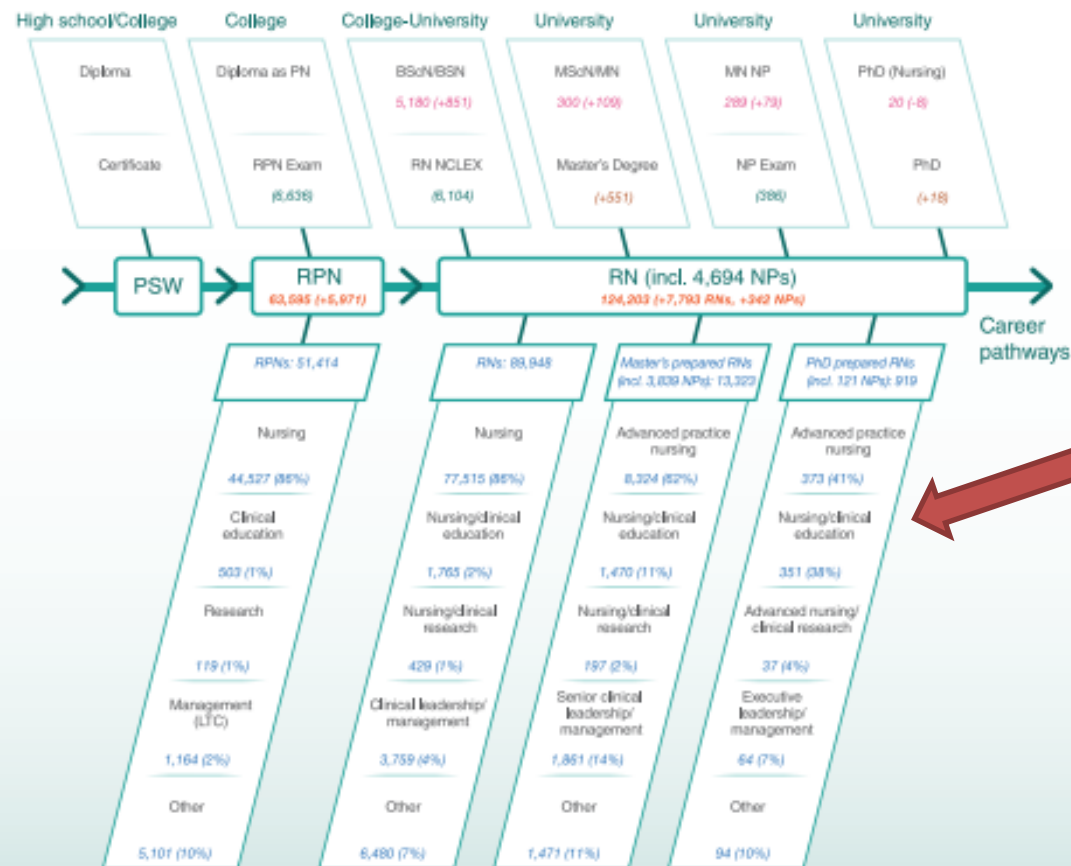 High school/College
College
College-University
University
University
University
Diploma
Certificate
Diploma as PN
RPN Exam
(6,636)
BScN/BSN
5,180 (+851)
RN NCLEX
(6,104)
MScN/MN
300 (+109)
Master's Degree
(+551)
MN NP
289 (+79)
NP Exam
(386)
PhD (Nursing)
20 (-8)
PhD
(+18)
PSW
RPN
63,595 (+5,971)
RN (incl. 4,694 NPs)
124,203 (+7,793 RNs, +342 NPs)
Career
pathways
RPNs: 51,414
Nursing
44,527 (86%)
Clinical
education
503 (1%)
Research
119 (1%)
Management
(LTC)
1,164 (2%)
Other
5,101 (10%)
RNs: 89,948
Nursing
77,515 (86%)
Nursing/clinical
education
1,765 (2%)
Nursing/clinical
research
429 (1%)
Clinical leadership/
management
3,759 (4%)
Other
6,480 (7%)
Master's prepared RNs
(incl. 3,839 NPs): 13,323
Advanced practice
nursing
8,324 (62%)
Nursing/clinical
education
1,470 (11%)
Nursing/clinical
research
197 (2%)
Senior clinical
leadership/
management
1,861 (14%)
Other
1,471 (11%)
PhD prepared RNs
(incl. 121 NPs): 919
Advanced practice
nursing
373 (41%)
Nursing/clinical
education
351 (38%)
Advanced nursing/
clinical research
37 (4%)
Executive
leadership/
management
64 (7%)
Other
94 (10%)